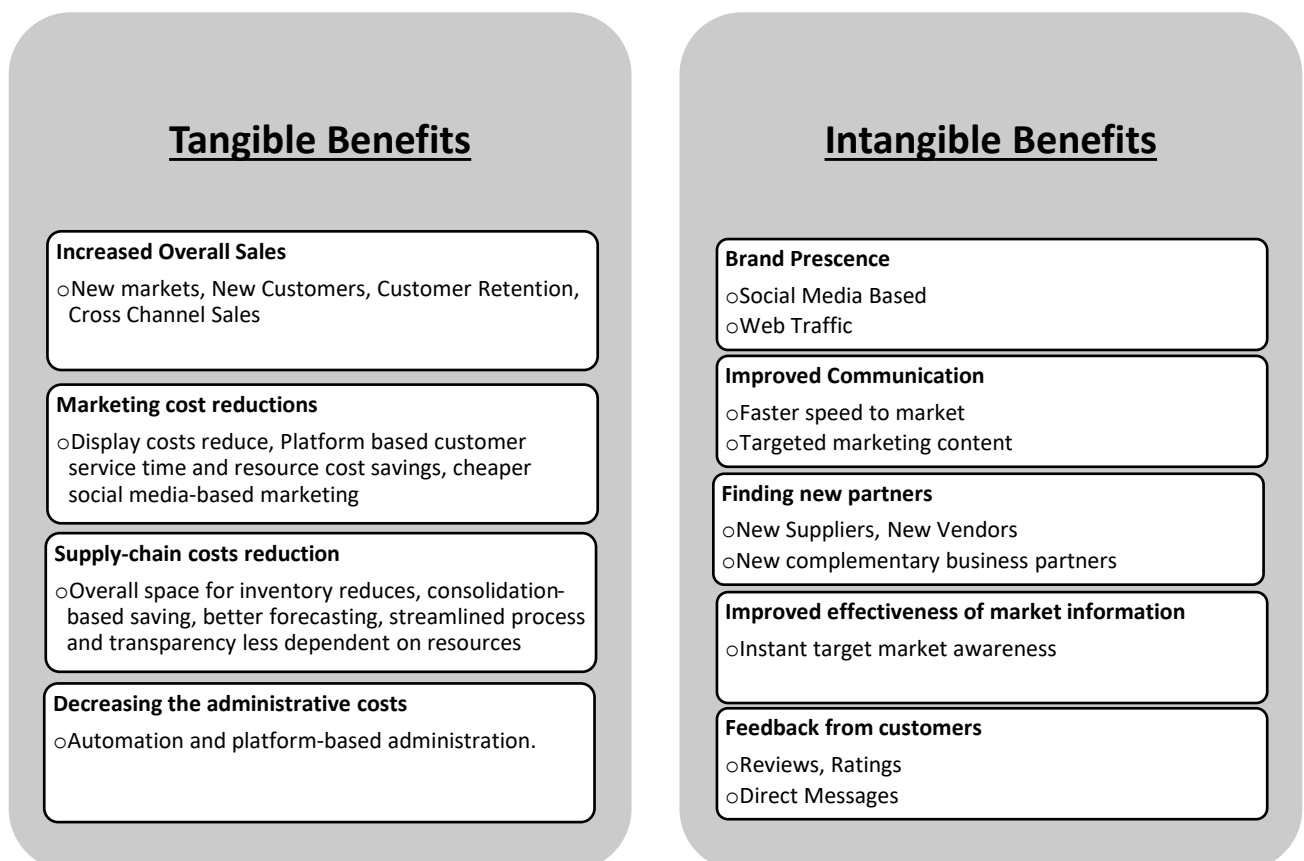 Tangible Benefits
Increased Overall Sales
oNew markets, New Customers, Customer Retention,
Cross Channel Sales
Marketing cost reductions
oDisplay costs reduce, Platform based customer
service time and resource cost savings, cheaper
social media-based marketing
Supply-chain costs reduction
oOverall space for inventory reduces, consolidation-
based saving, better forecasting, streamlined process
and transparency less dependent on resources
Decreasing the administrative costs
oAutomation and platform-based administration.
Intangible Benefits
Brand Prescence
oSocial Media Based
oWeb Traffic
Improved Communication
oFaster speed to market
oTargeted marketing content
Finding new partners
oNew Suppliers, New Vendors
oNew complementary business partners
Improved effectiveness of market information
oInstant target market awareness
Feedback from customers
oReviews, Ratings
oDirect Messages